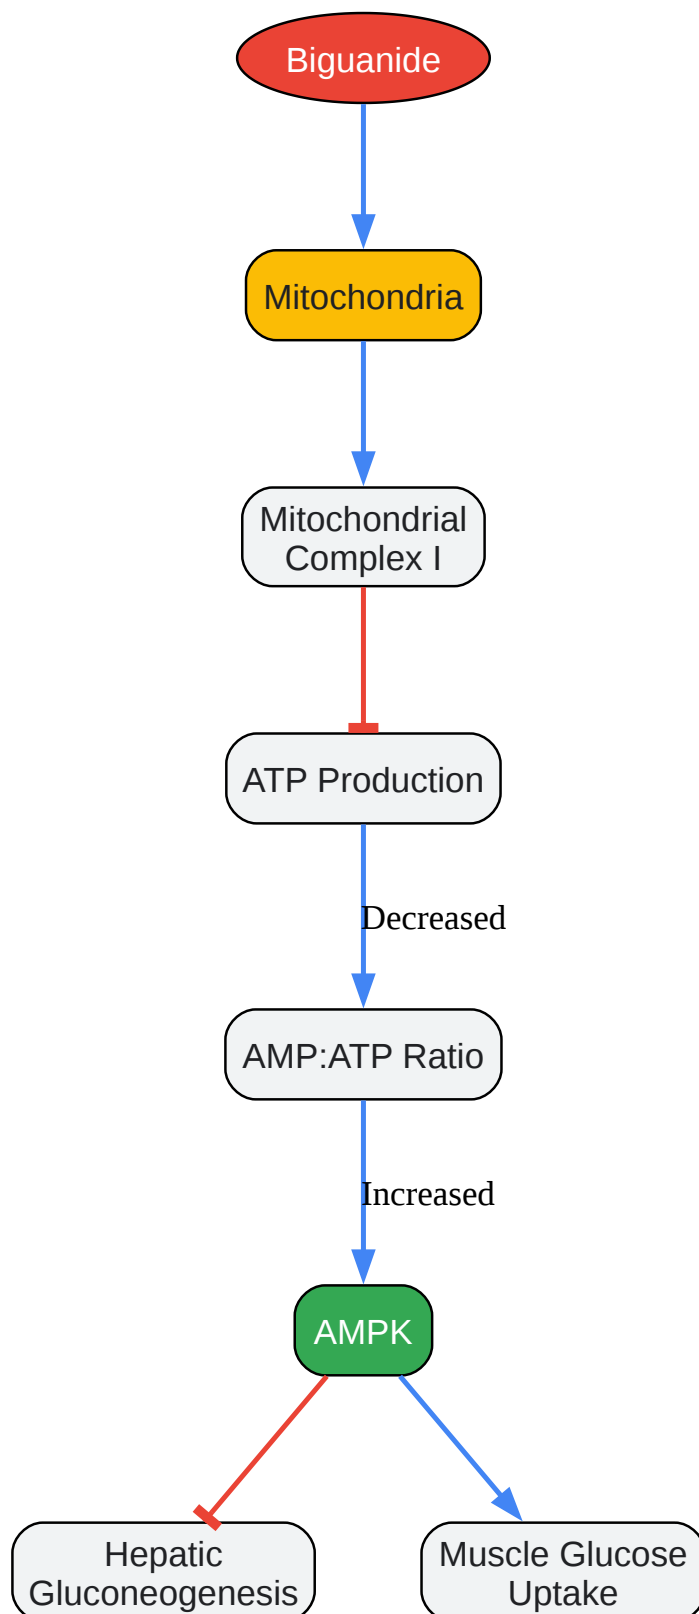 Biguanide
Mitochondria
Mitochondrial
Complex I
ATP Production
Decreased
AMP:ATP Ratio
Increased
AMPK
Hepatic
Gluconeogenesis
Muscle Glucose
Uptake